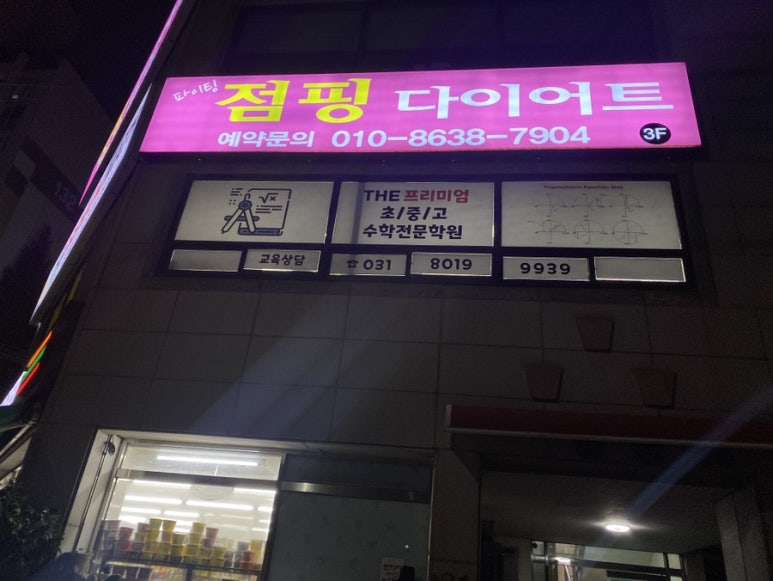 파이팅 점핑 다이어트
예약문의 010-8638-7904 3F
√x
THE 프리미엄
초/중/고
수학전문학원
교육상담 ☎031 8019 9939